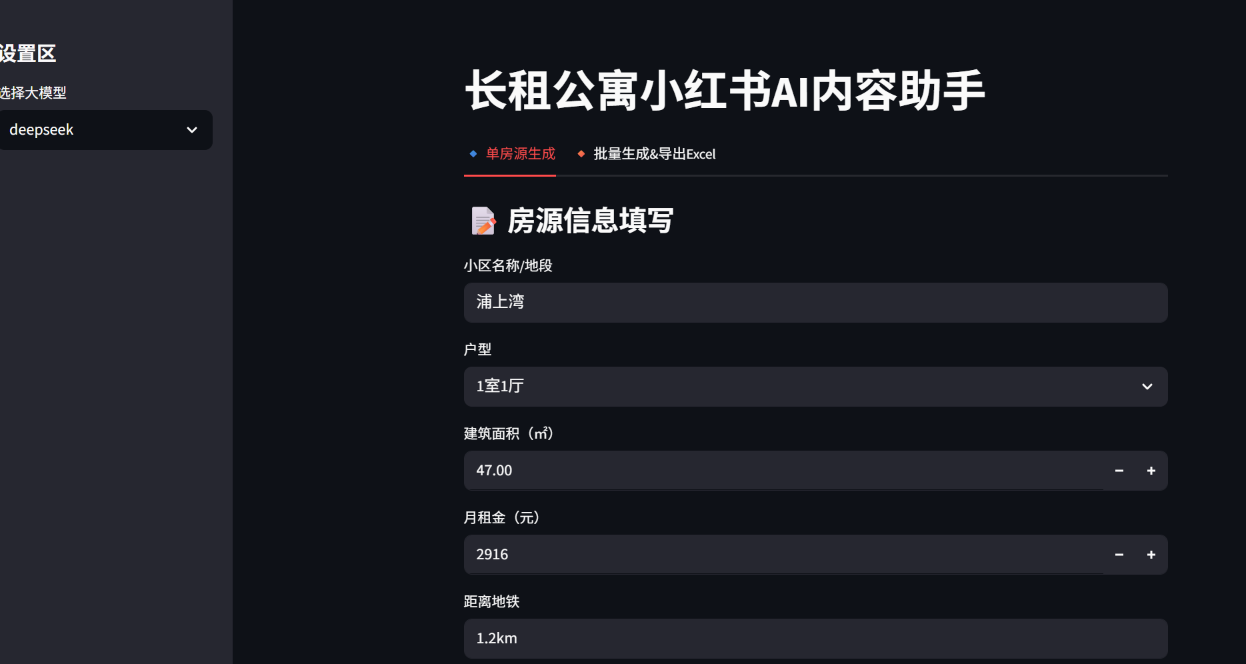 设置区
选择大模型
deepseek
长租公寓小红书AI内容助手
单房源生成
批量生成&导出Excel
房源信息填写
小区名称/地段
浦上湾
户型
1室1厅
建筑面积（㎡）
47.00
月租金（元）
2916
距离地铁
1.2km